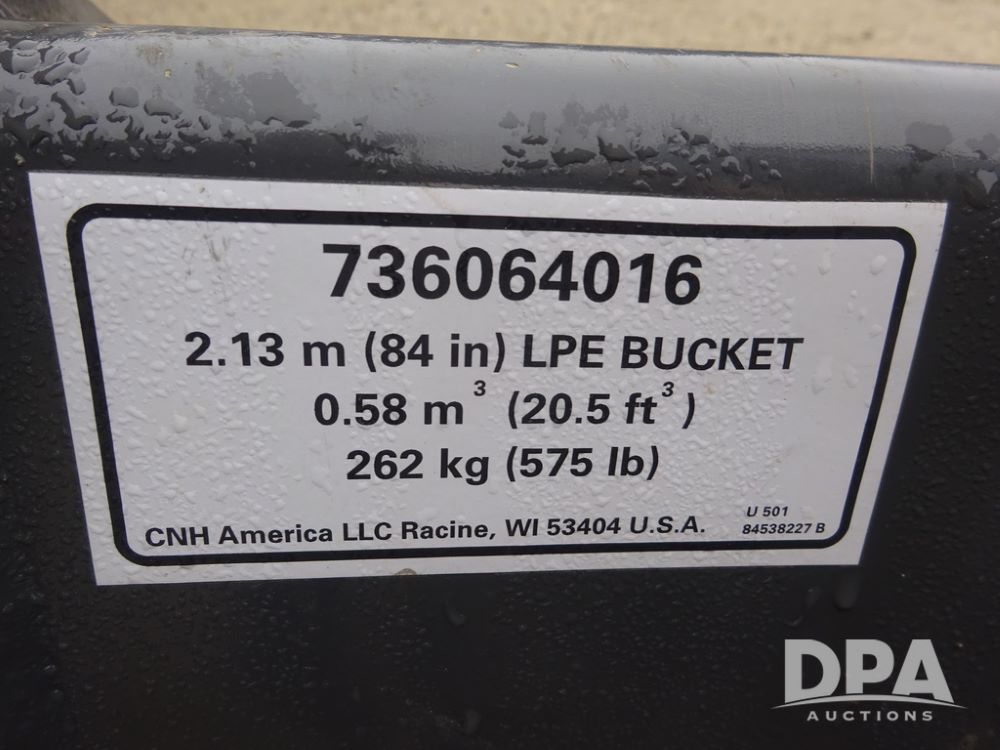 736064016
2.13 m (84 in) LPE BUCKET
0.58 m³ (20.5 ft³)
262 kg (575 lb)
CNH America LLC Racine, WI 53404 U.S.A.
U 501
84538227 B
DPA
AUCTIONS